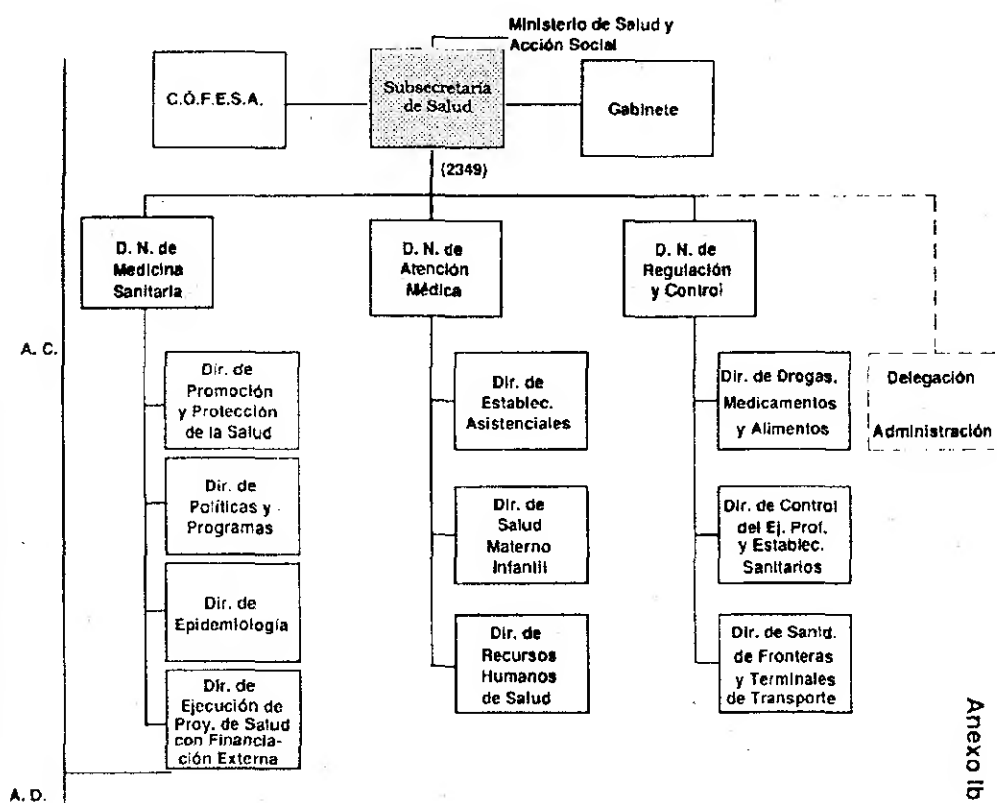 Ministerio de Salud y
Acción Social
C.O.F.E.S.A.
Subsecretaría
de Salud
Gabinete
(2349)
D. N. de
Medicina
Sanitaria
D. N. de
Atención
Médica
D. N. de
Regulación
y Control
A. C.
Dir. de
Promoción
y Protección
de la Salud
Dir. de
Establec.
Asistenciales
Dir. de Drogas.
Medicamentos
y Alimentos
Delegación
Administración
Dir. de
Políticas y
Programas
Dir. de
Salud
Materno
Infantil
Dir. de Control
del Ej. Prof.
y Establec.
Sanitarios
Dir. de
Epidemiología
Dir. de
Recursos
Humanos
de Salud
Dir. de Sanid.
de Fronteras
y Terminales
de Transporte
Dir. de
Ejecución de
Proy. de Salud
con Financia-
ción Externa
A. D.
Anexo Ib